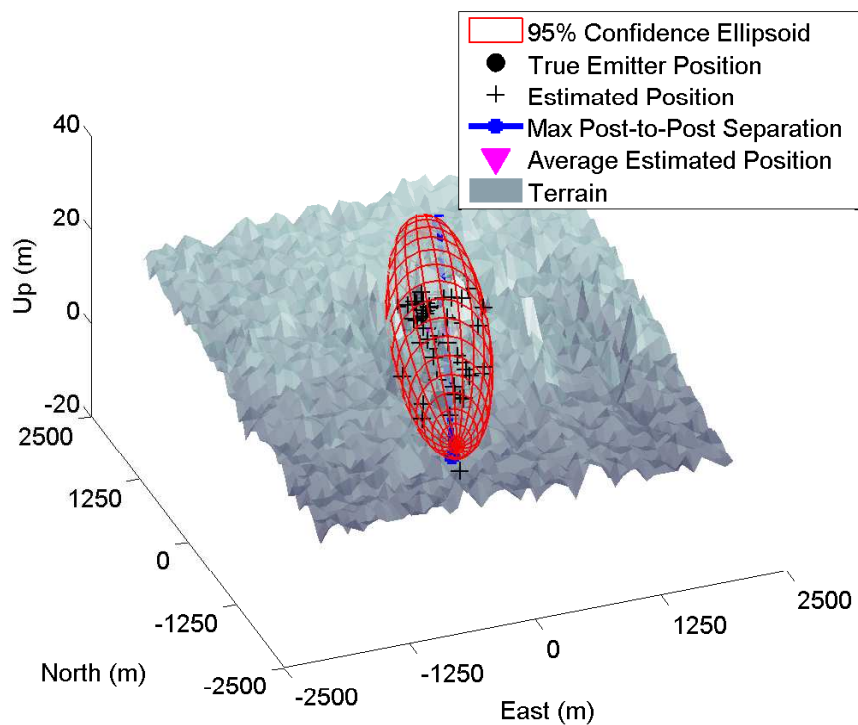 95% Confidence Ellipsoid
True Emitter Position
Estimated Position
Max Post-to-Post Separation
Average Estimated Position
Terrain
40
20
0
-20
Up (m)
2500
1250
0
-1250
-2500
North (m)
-2500
-1250
0
1250
2500
East (m)